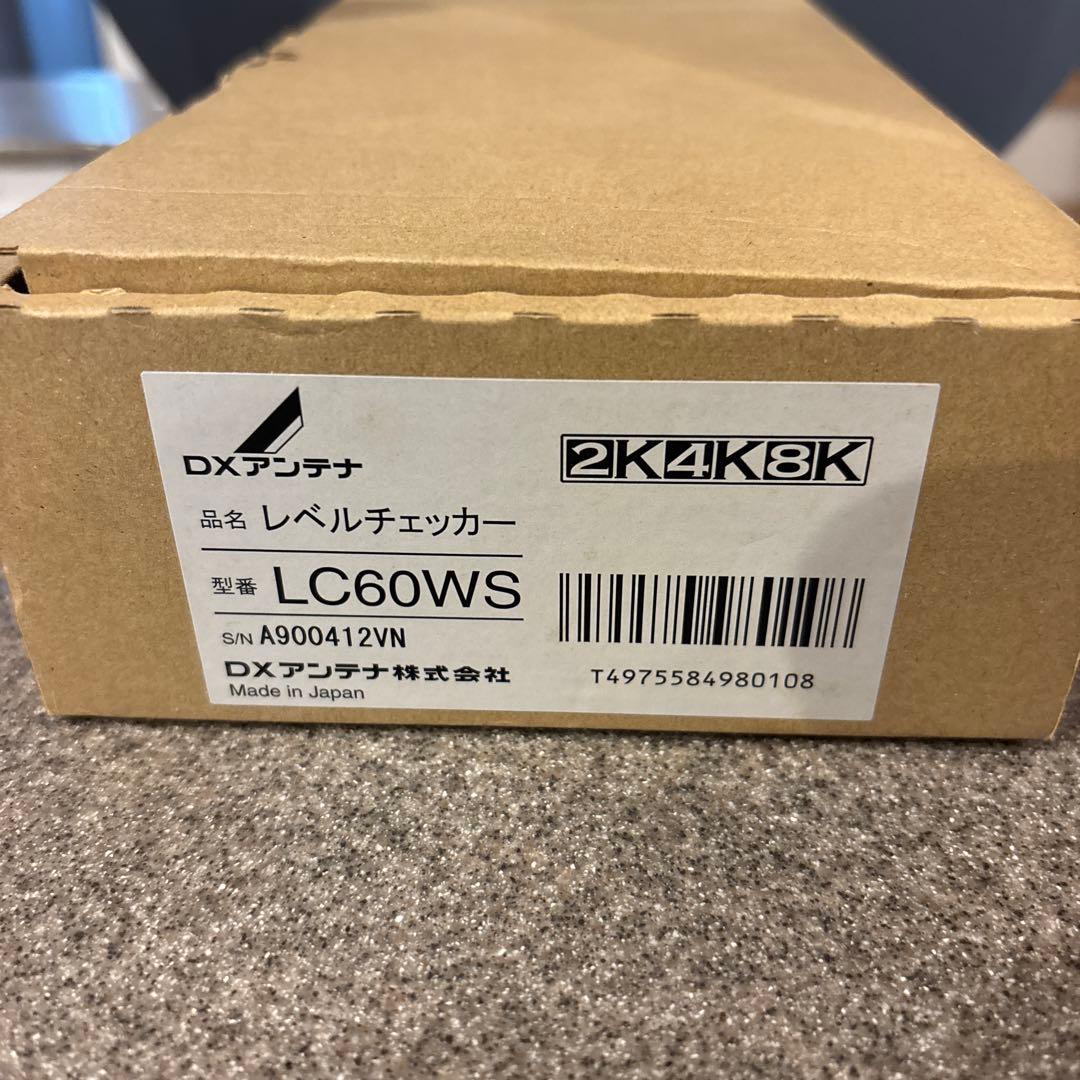 DXアンテナ
2K4K8K
品名 レベルチェッカー
型番 LC60WS
S/N A900412VN
DXアンテナ株式会社
Made in Japan
T4975584980108